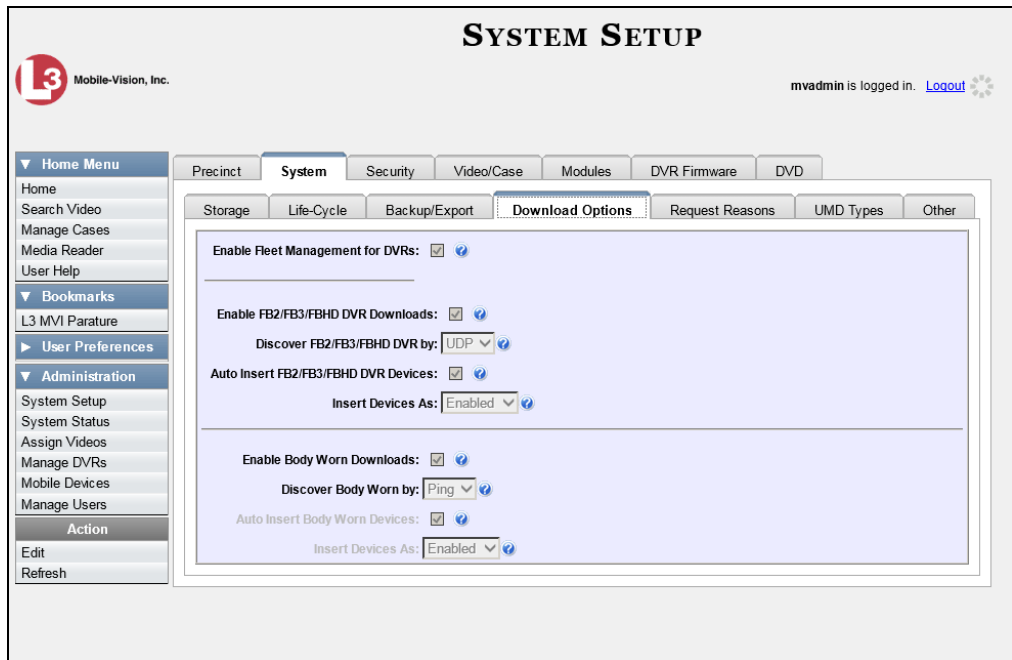 SYSTEM SETUP
L3 Mobile-Vision, Inc.
mvadmin is logged in. Logout
▼ Home Menu
Home
Search Video
Manage Cases
Media Reader
User Help
▼ Bookmarks
L3 MVI Parature
► User Preferences
▼ Administration
System Setup
System Status
Assign Videos
Manage DVRs
Mobile Devices
Manage Users
Action
Edit
Refresh
Precinct System Security Video/Case Modules DVR Firmware DVD
Storage Life-Cycle Backup/Export Download Options Request Reasons UMD Types Other
Enable Fleet Management for DVRs: ?
Enable FB2/FB3/FBHD DVR Downloads: ?
Discover FB2/FB3/FBHD DVR by: UDP ?
Auto Insert FB2/FB3/FBHD DVR Devices: ?
Insert Devices As: Enabled ?
Enable Body Worn Downloads: ?
Discover Body Worn by: Ping ?
Auto Insert Body Worn Devices: ?
Insert Devices As: Enabled ?